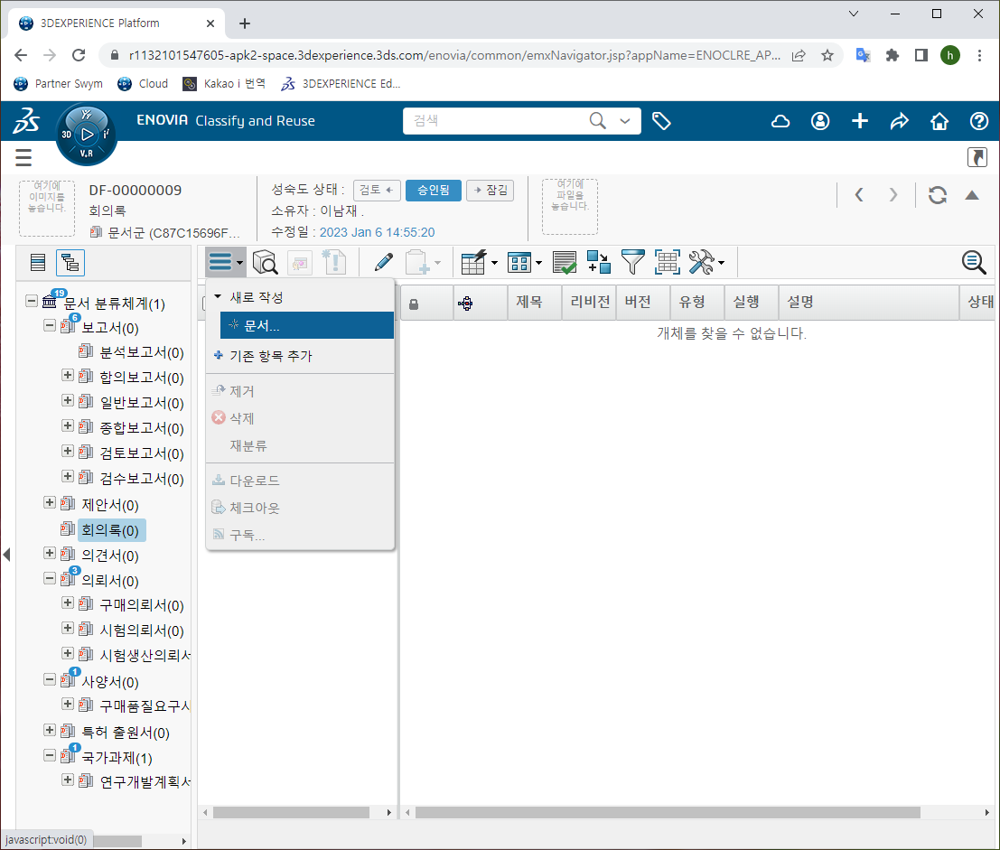 3DEXPERIENCE Platform
r1132101547605-apk2-space.3dexperience.3ds.com/enovia/common/emxNavigator.jsp?appName=ENOCLRE_AP...
h
Partner Swym
Cloud
Kakao i 번역
3DEXPERIENCE Ed...
3D
V.R
ENOVIA Classify and Reuse
검색
여기에
이미지를
놓습니다.
DF-00000009
회의록
문서군 (C87C15696F...
성숙도 상태 : 검토 승인됨 잠김
소유자 : 이남재 .
수정일 : 2023 Jan 6 14:55:20
여기에
파일을
놓습니다.
19
문서 분류체계(1)
6
보고서(0)
분석보고서(0)
합의보고서(0)
일반보고서(0)
종합보고서(0)
검토보고서(0)
검수보고서(0)
제안서(0)
회의록(0)
의견서(0)
3
의뢰서(0)
구매의뢰서(0)
시험의뢰서(0)
시험생산의뢰서
1
사양서(0)
구매품질요구사
특허 출원서(0)
1
국가과제(1)
연구개발계획서
새로 작성
문서...
기존 항목 추가
제거
삭제
재분류
다운로드
체크아웃
구독...
제목 리비전 버전 유형 실행 설명 상태
개체를 찾을 수 없습니다.
javascript:void(0)